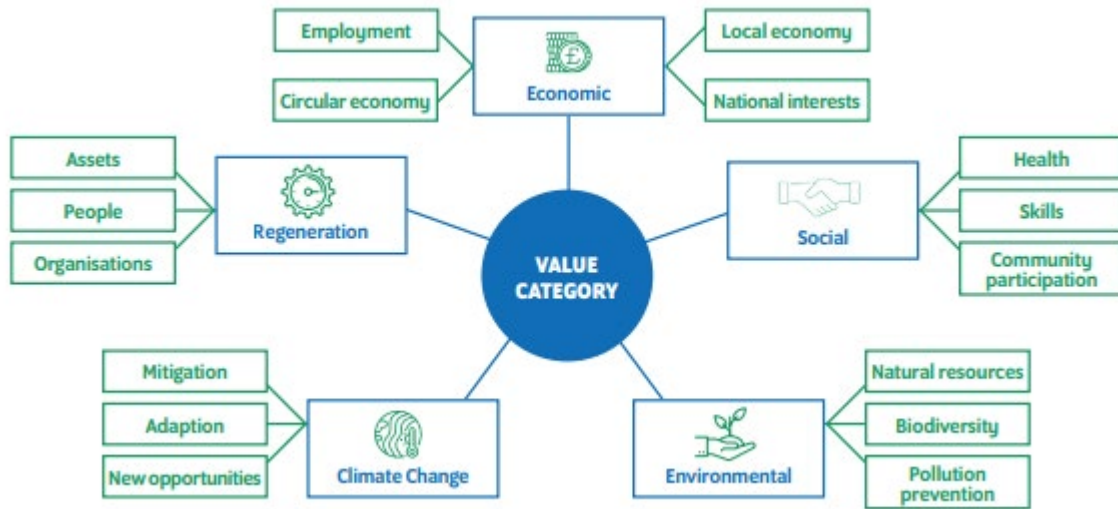 Employment
Circular economy
£
Economic
Local economy
National interests
Assets
People
Organisations
Regeneration
VALUE
CATEGORY
Social
Health
Skills
Community
participation
Mitigation
Adaption
New opportunities
Climate Change
Environmental
Natural resources
Biodiversity
Pollution
prevention